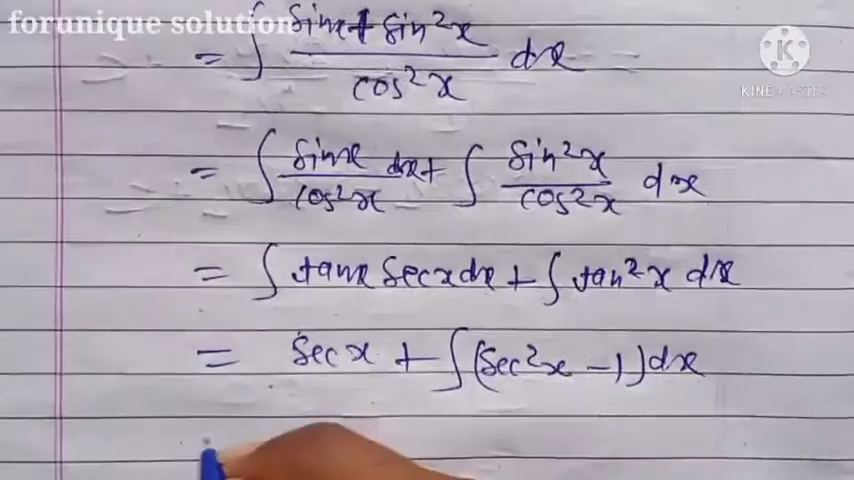 forunique solution
= ∫ sinx + sin²x / cos²x dx
K
KINEMASTER
= ∫ sinx / cos²x dx + ∫ sin²x / cos²x dx
= ∫ tanx secx dx + ∫ tan²x dx
= secx + ∫(sec²x - 1) dx